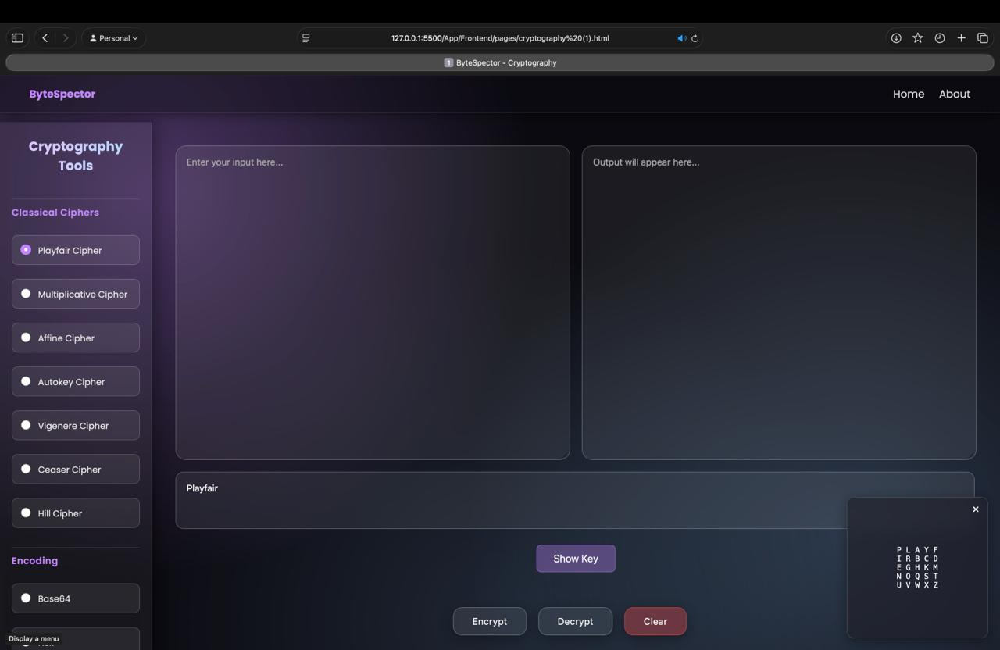 Personal
127.0.0.1:5500/App/Frontend/pages/cryptography%20(1).html
1 ByteSpector - Cryptography
ByteSpector
Home About
Cryptography
Tools
Classical Ciphers
Playfair Cipher
Multiplicative Cipher
Affine Cipher
Autokey Cipher
Vigenere Cipher
Ceaser Cipher
Hill Cipher
Encoding
Base64
Display a menu
Enter your input here...
Output will appear here...
Playfair
Show Key
Encrypt Decrypt Clear
×
P L A Y F
I R B C D
E G H K M
N O Q S T
U V W X Z